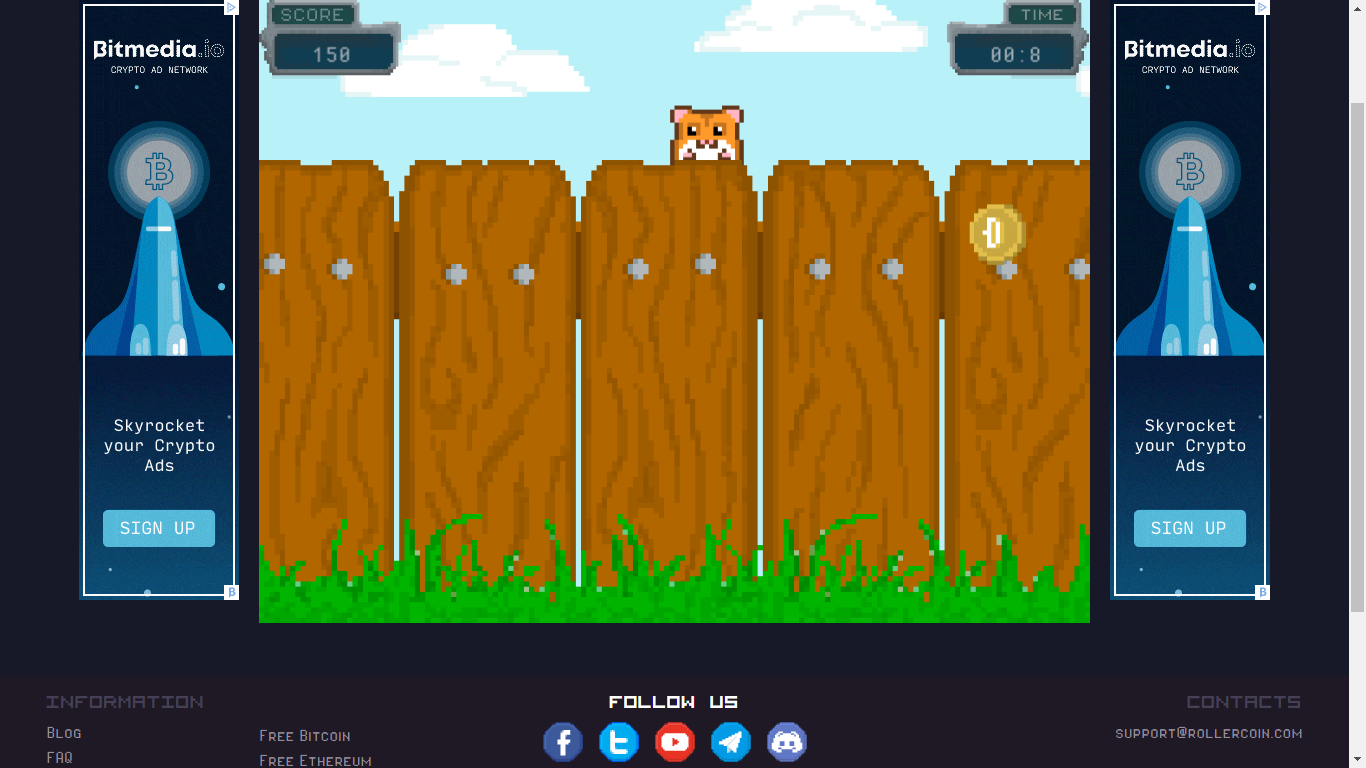 SCORE
150
TIME
00:8
Bitmedia.io
CRYPTO AD NETWORK
Skyrocket
your Crypto
Ads
SIGN UP
Bitmedia.io
CRYPTO AD NETWORK
Skyrocket
your Crypto
Ads
SIGN UP
INFORMATION
Blog
FAQ
Free Bitcoin
Free Ethereum
FOLLOW US
CONTACTS
support@rollercoin.com